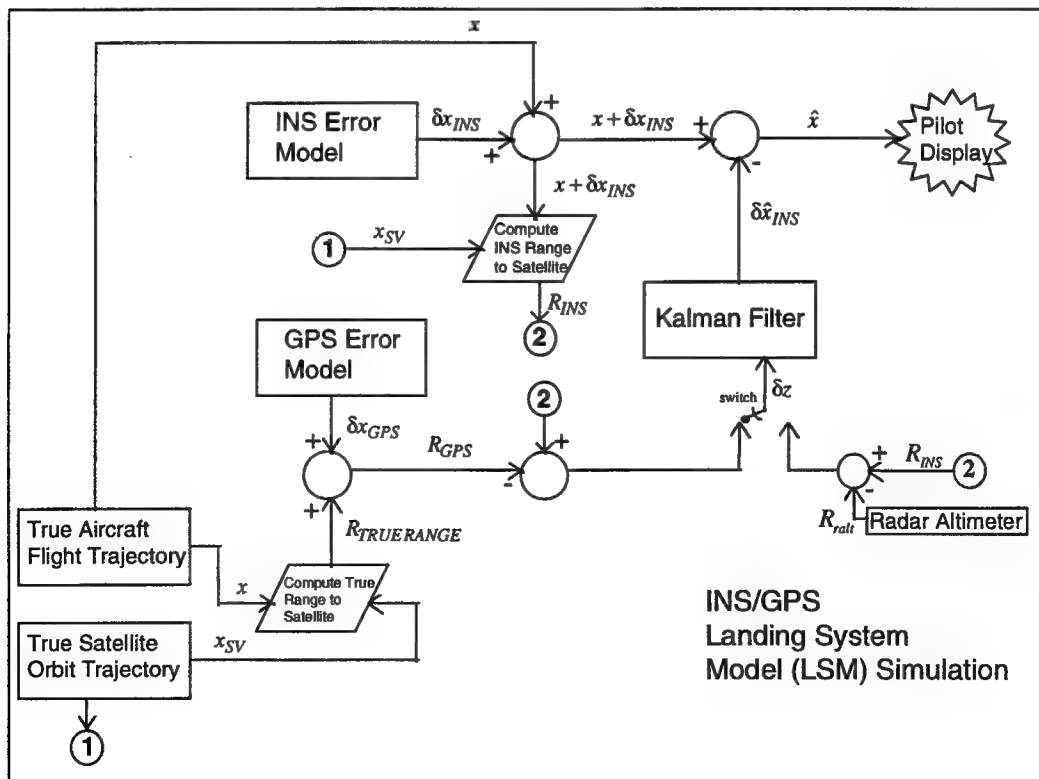 x
INS Error
Model
δx_INS
+
+
x + δx_INS
+
-
x̂
Pilot
Display
x + δx_INS
1
x_SV
Compute
INS Range
to Satellite
R_INS
2
δx̂_INS
Kalman Filter
GPS Error
Model
δx_GPS
+
+
R_GPS
2
+
-
switch
δz
+
-
R_INS
2
R_ralt
Radar Altimeter
True Aircraft
Flight Trajectory
x
R_TRUERANGE
Compute True
Range to
Satellite
True Satellite
Orbit Trajectory
x_SV
1
INS/GPS
Landing System
Model (LSM) Simulation